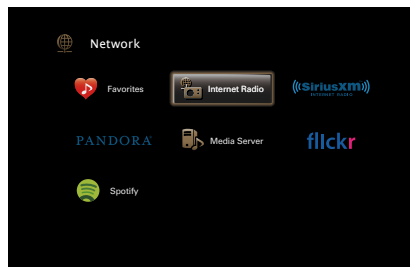 Network
Favorites
Internet Radio
((SiriusXM))
INTERNET RADIO
PANDORA
Media Server
flickr
Spotify